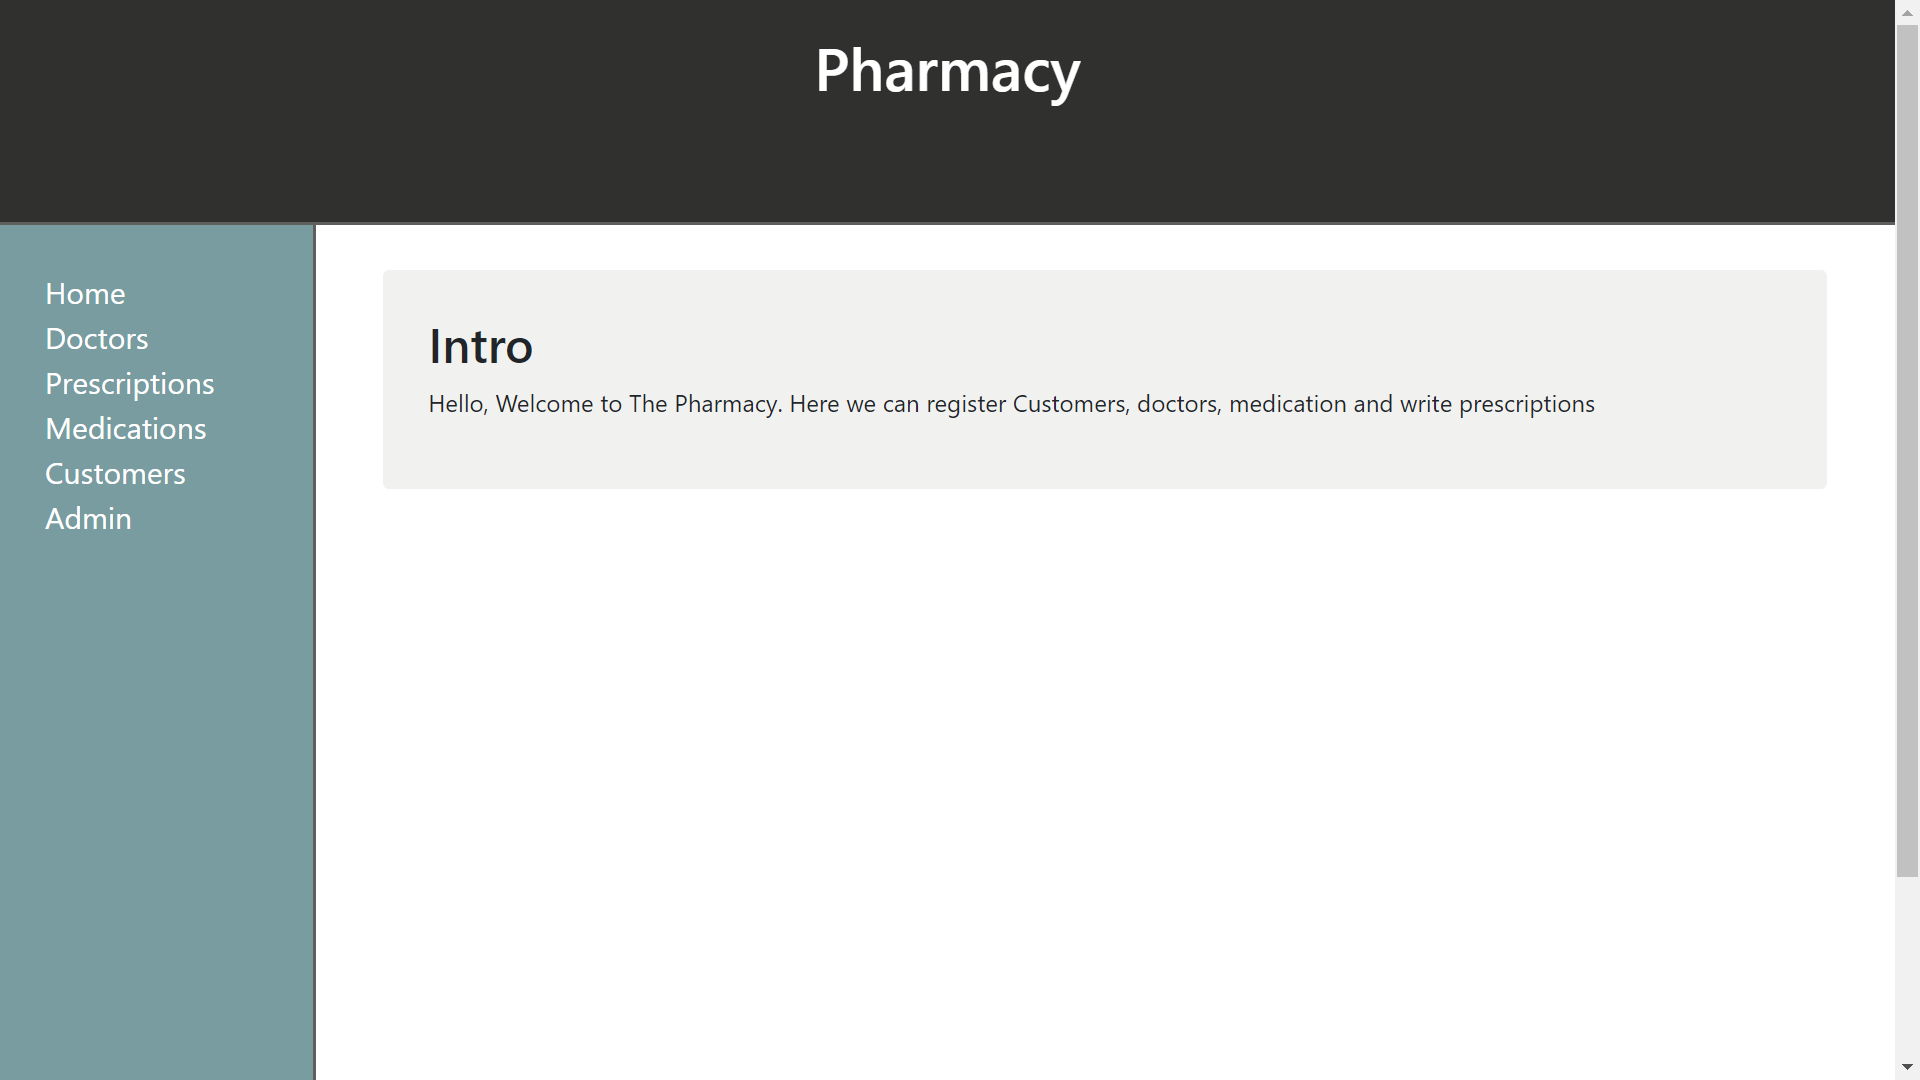 Pharmacy
Home
Doctors
Prescriptions
Medications
Customers
Admin
Intro
Hello, Welcome to The Pharmacy. Here we can register Customers, doctors, medication and write prescriptions